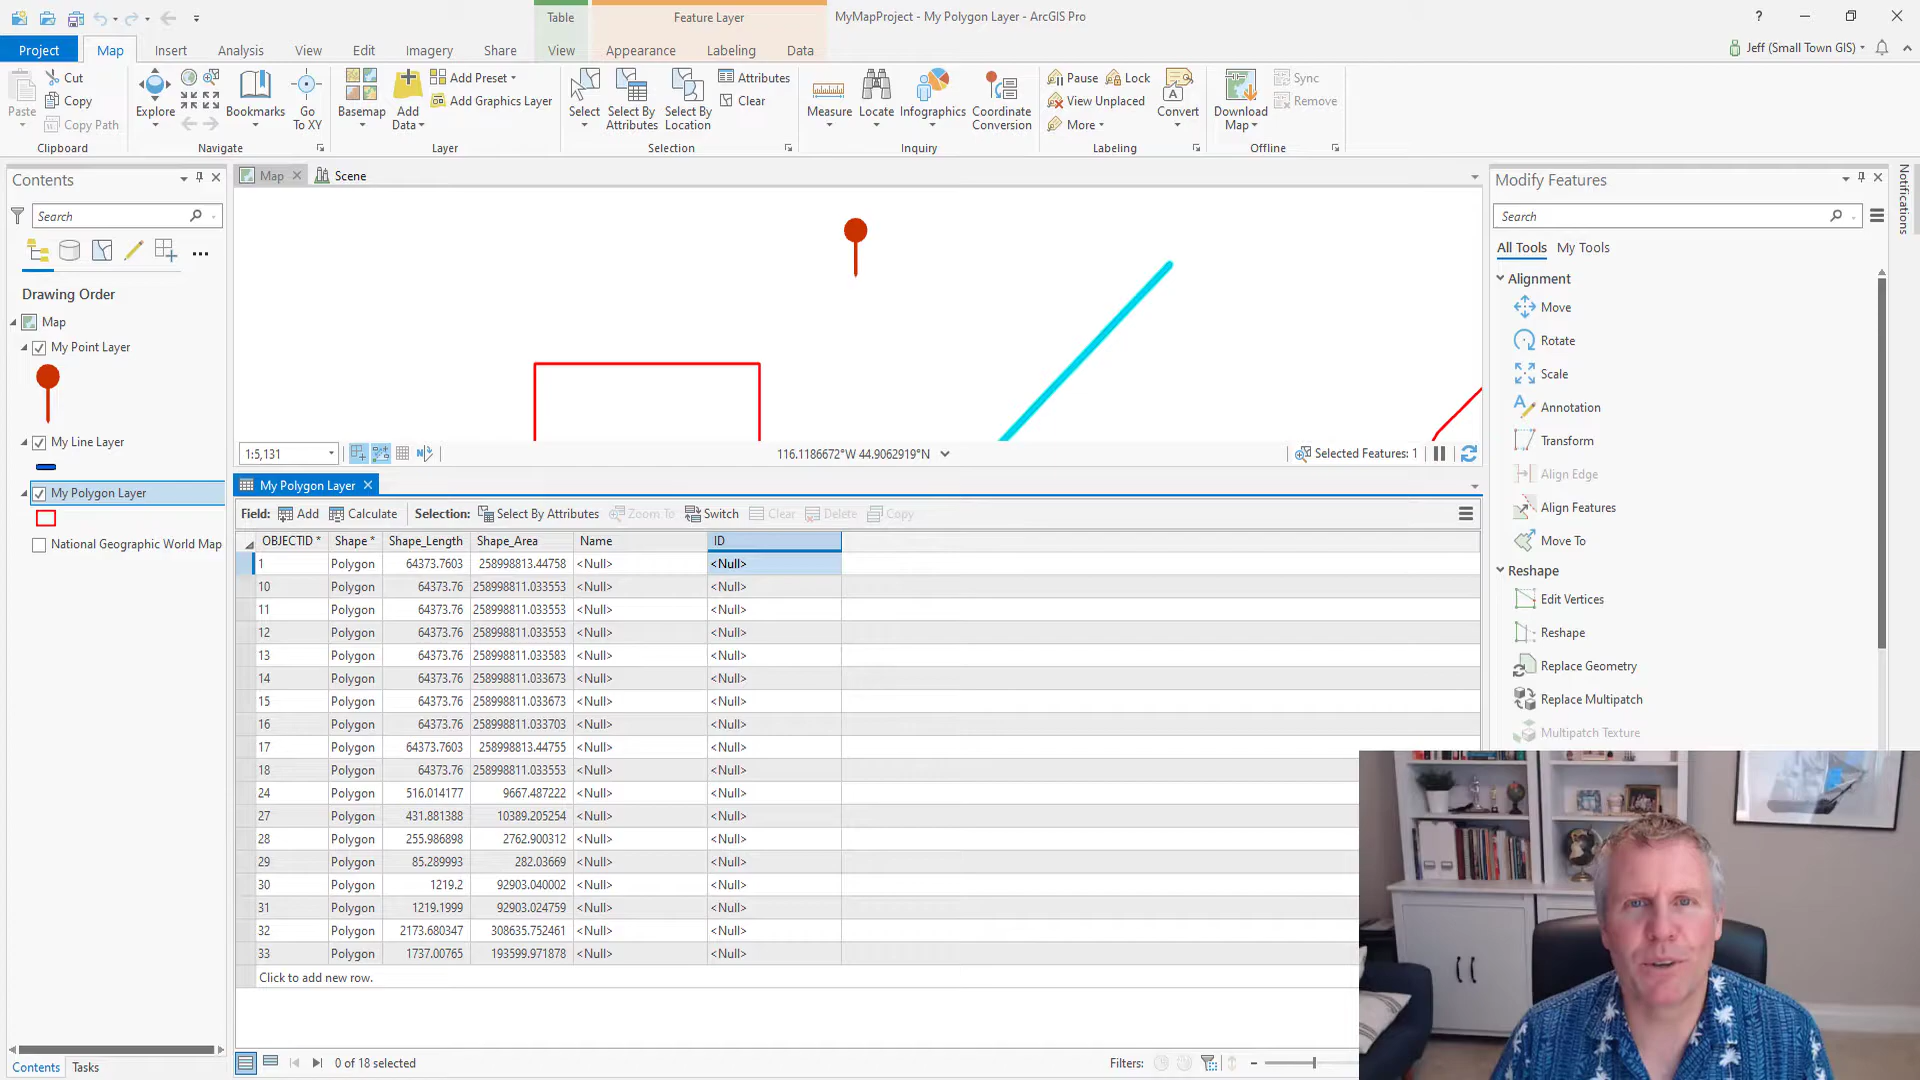 Table
Feature Layer
MyMapProject - My Polygon Layer - ArcGIS Pro
?
Project
Map
Insert
Analysis
View
Edit
Imagery
Share
View
Appearance
Labeling
Data
Jeff (Small Town GIS)
Paste
Cut
Copy
Copy Path
Clipboard
Explore
Bookmarks
Go
To XY
Navigate
Basemap
Add
Data
Add Preset
Add Graphics Layer
Layer
Select
Select By
Attributes
Select By
Location
Attributes
Clear
Selection
Measure
Locate
Infographics
Coordinate
Conversion
Inquiry
Pause
Lock
View Unplaced
More
Convert
Labeling
Download
Map
Sync
Remove
Offline
Contents
Search
Drawing Order
Map
My Point Layer
My Line Layer
My Polygon Layer
National Geographic World Map
Contents
Tasks
Map
Scene
1:5,131
116.1186672°W 44.9062919°N
Selected Features: 1
My Polygon Layer
Field: Add Calculate Selection: Select By Attributes Zoom To Switch Clear Delete Copy
OBJECTID * Shape * Shape_Length Shape_Area Name ID
1 Polygon 64373.7603 258998813.44758 <Null> <Null>
10 Polygon 64373.76 258998811.033553 <Null> <Null>
11 Polygon 64373.76 258998811.033553 <Null> <Null>
12 Polygon 64373.76 258998811.033553 <Null> <Null>
13 Polygon 64373.76 258998811.033583 <Null> <Null>
14 Polygon 64373.76 258998811.033673 <Null> <Null>
15 Polygon 64373.76 258998811.033673 <Null> <Null>
16 Polygon 64373.76 258998811.033703 <Null> <Null>
17 Polygon 64373.7603 258998813.44755 <Null> <Null>
18 Polygon 64373.76 258998811.033553 <Null> <Null>
24 Polygon 516.014177 9667.487222 <Null> <Null>
27 Polygon 431.881388 10389.205254 <Null> <Null>
28 Polygon 255.986898 2762.900312 <Null> <Null>
29 Polygon 85.289993 282.03669 <Null> <Null>
30 Polygon 1219.2 92903.040002 <Null> <Null>
31 Polygon 1219.1999 92903.024759 <Null> <Null>
32 Polygon 2173.680347 308635.752461 <Null> <Null>
33 Polygon 1737.00765 193599.971878 <Null> <Null>
Click to add new row.
0 of 18 selected
Filters:
Modify Features
Search
All Tools
My Tools
Alignment
Move
Rotate
Scale
Annotation
Transform
Align Edge
Align Features
Move To
Reshape
Edit Vertices
Reshape
Replace Geometry
Replace Multipatch
Multipatch Texture
Notifications